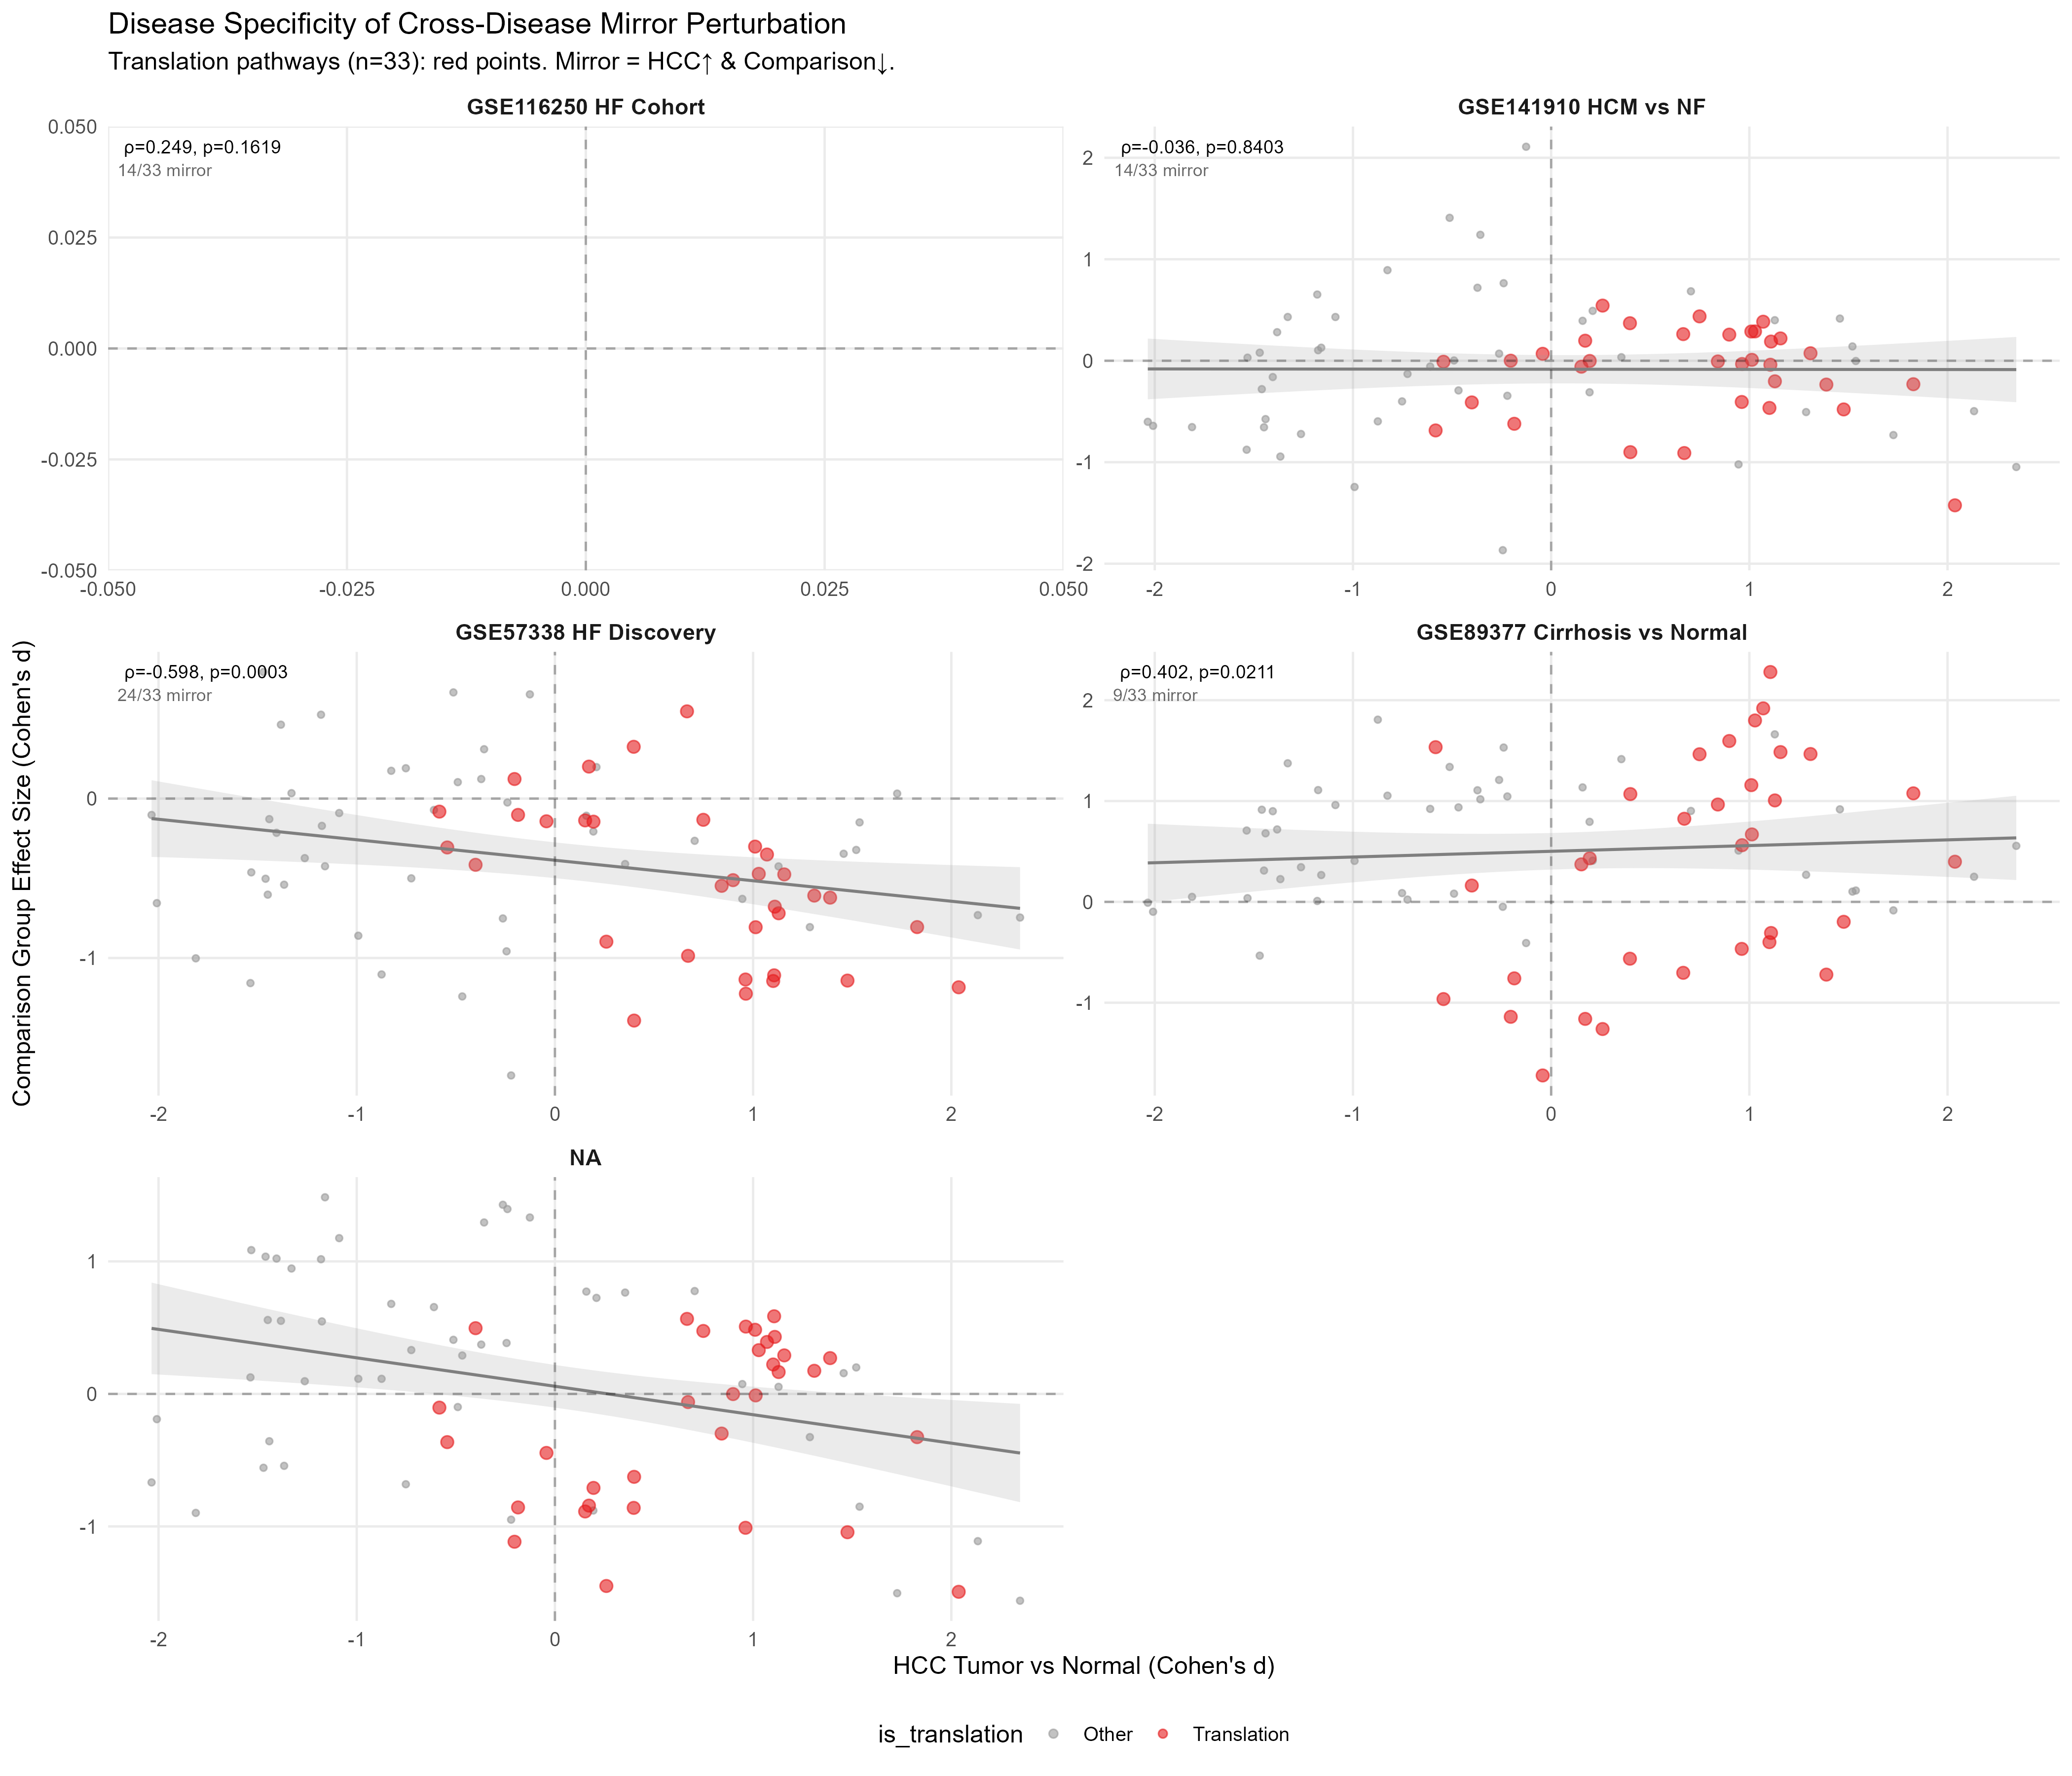 Disease Specificity of Cross-Disease Mirror Perturbation
Translation pathways (n=33): red points. Mirror = HCC↑ & Comparison↓.
GSE116250 HF Cohort
ρ=0.249, p=0.1619
14/33 mirror
0.050
0.025
0.000
-0.025
-0.050
-0.050
-0.025
0.000
0.025
0.050
GSE141910 HCM vs NF
ρ=-0.036, p=0.8403
14/33 mirror
2
1
0
-1
-2
-2
-1
0
1
2
GSE57338 HF Discovery
ρ=-0.598, p=0.0003
24/33 mirror
0
-1
-2
-1
0
1
2
GSE89377 Cirrhosis vs Normal
ρ=0.402, p=0.0211
9/33 mirror
2
1
0
-1
-2
-1
0
1
2
Comparison Group Effect Size (Cohen's d)
NA
1
0
-1
-2
-1
0
1
2
HCC Tumor vs Normal (Cohen's d)
is_translation
Other
Translation